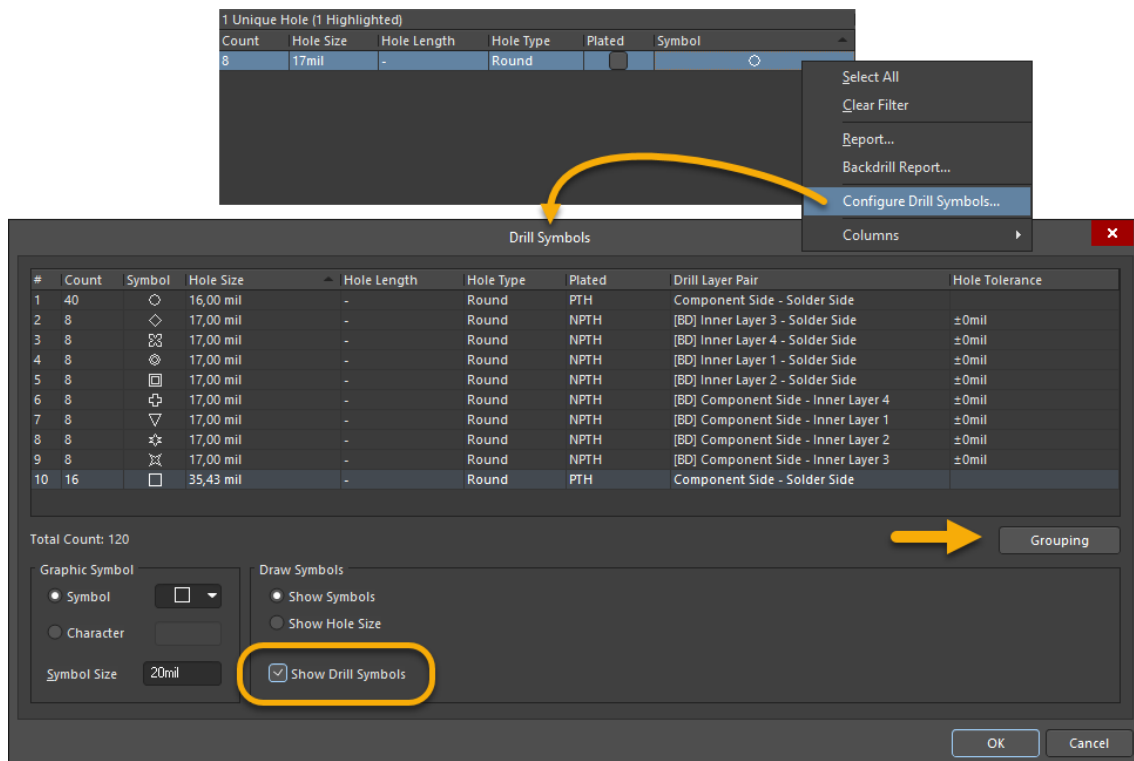 1 Unique Hole (1 Highlighted)
Count Hole Size Hole Length Hole Type Plated Symbol
8 17mil - Round
Select All
Clear Filter
Report...
Backdrill Report...
Configure Drill Symbols...
Columns
Drill Symbols
# Count Symbol Hole Size Hole Length Hole Type Plated Drill Layer Pair Hole Tolerance
1 40 16,00 mil - Round PTH Component Side - Solder Side
2 8 17,00 mil - Round NPTH [BD] Inner Layer 3 - Solder Side ±0mil
3 8 17,00 mil - Round NPTH [BD] Inner Layer 4 - Solder Side ±0mil
4 8 17,00 mil - Round NPTH [BD] Inner Layer 1 - Solder Side ±0mil
5 8 17,00 mil - Round NPTH [BD] Inner Layer 2 - Solder Side ±0mil
6 8 17,00 mil - Round NPTH [BD] Component Side - Inner Layer 4 ±0mil
7 8 17,00 mil - Round NPTH [BD] Component Side - Inner Layer 1 ±0mil
8 8 17,00 mil - Round NPTH [BD] Component Side - Inner Layer 2 ±0mil
9 8 17,00 mil - Round NPTH [BD] Component Side - Inner Layer 3 ±0mil
10 16 35,43 mil - Round PTH Component Side - Solder Side
Total Count: 120
Grouping
Graphic Symbol
Draw Symbols
Symbol
Show Symbols
Character
Show Hole Size
Symbol Size 20mil
Show Drill Symbols
OK
Cancel